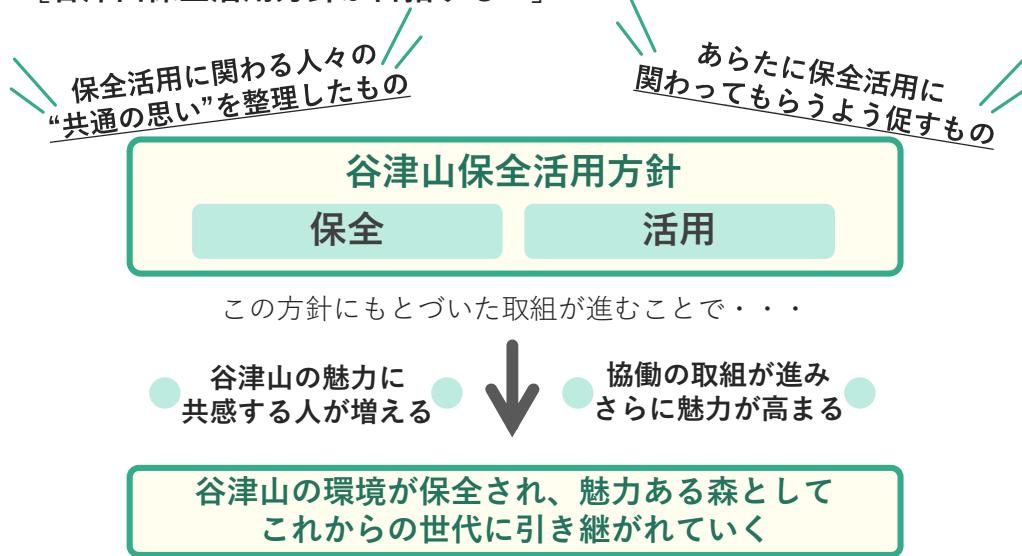 保全活用に関わる人々の
“共通の思い”を整理したもの
あらたに保全活用に
関わってもらうよう促すもの
谷津山保全活用方針
保全
活用
この方針にもとづいた取組が進むことで・・・
谷津山の魅力に
共感する人が増える
協働の取組が進み
さらに魅力が高まる
谷津山の環境が保全され、魅力ある森として
これからの世代に引き継がれていく